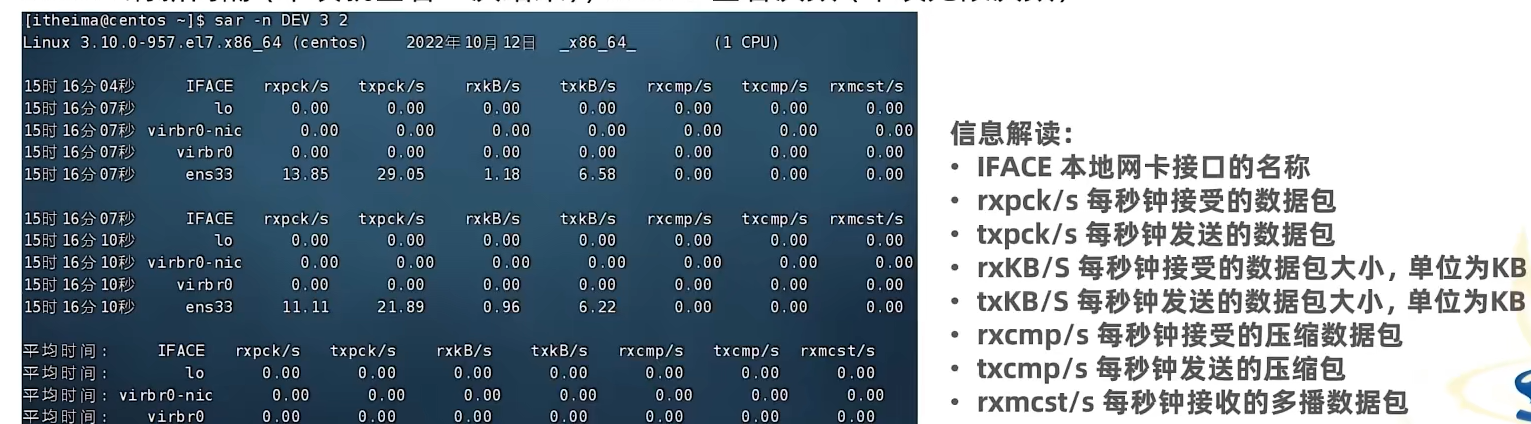 [itheima@centos ~]$ sar -n DEV 3 2
Linux 3.10.0-957.el7.x86_64 (centos) 2022年10月12日 _x86_64_ (1 CPU)
15时16分04秒 IFACE rxpck/s txpck/s rxkB/s txkB/s rxcmp/s txcmp/s rxmcst/s
15时16分07秒 lo 0.00 0.00 0.00 0.00 0.00 0.00 0.00
15时16分07秒 virbr0-nic 0.00 0.00 0.00 0.00 0.00 0.00 0.00
15时16分07秒 virbr0 0.00 0.00 0.00 0.00 0.00 0.00 0.00
15时16分07秒 ens33 13.85 29.05 1.18 6.58 0.00 0.00 0.00
15时16分07秒 IFACE rxpck/s txpck/s rxkB/s txkB/s rxcmp/s txcmp/s rxmcst/s
15时16分10秒 lo 0.00 0.00 0.00 0.00 0.00 0.00 0.00
15时16分10秒 virbr0-nic 0.00 0.00 0.00 0.00 0.00 0.00 0.00
15时16分10秒 virbr0 0.00 0.00 0.00 0.00 0.00 0.00 0.00
15时16分10秒 ens33 11.11 21.89 0.96 6.22 0.00 0.00 0.00
平均时间: IFACE rxpck/s txpck/s rxkB/s txkB/s rxcmp/s txcmp/s rxmcst/s
平均时间: lo 0.00 0.00 0.00 0.00 0.00 0.00 0.00
平均时间: virbr0-nic 0.00 0.00 0.00 0.00 0.00 0.00 0.00
平均时间: virbr0 0.00 0.00 0.00 0.00 0.00 0.00 0.00
信息解读：
• IFACE 本地网卡接口的名称
• rxpck/s 每秒钟接受的数据包
• txpck/s 每秒钟发送的数据包
• rxKB/S 每秒钟接受的数据包大小，单位为KB
• txKB/S 每秒钟发送的数据包大小，单位为KB
• rxcmp/s 每秒钟接受的压缩数据包
• txcmp/s 每秒钟发送的压缩包
• rxmcst/s 每秒钟接收的多播数据包